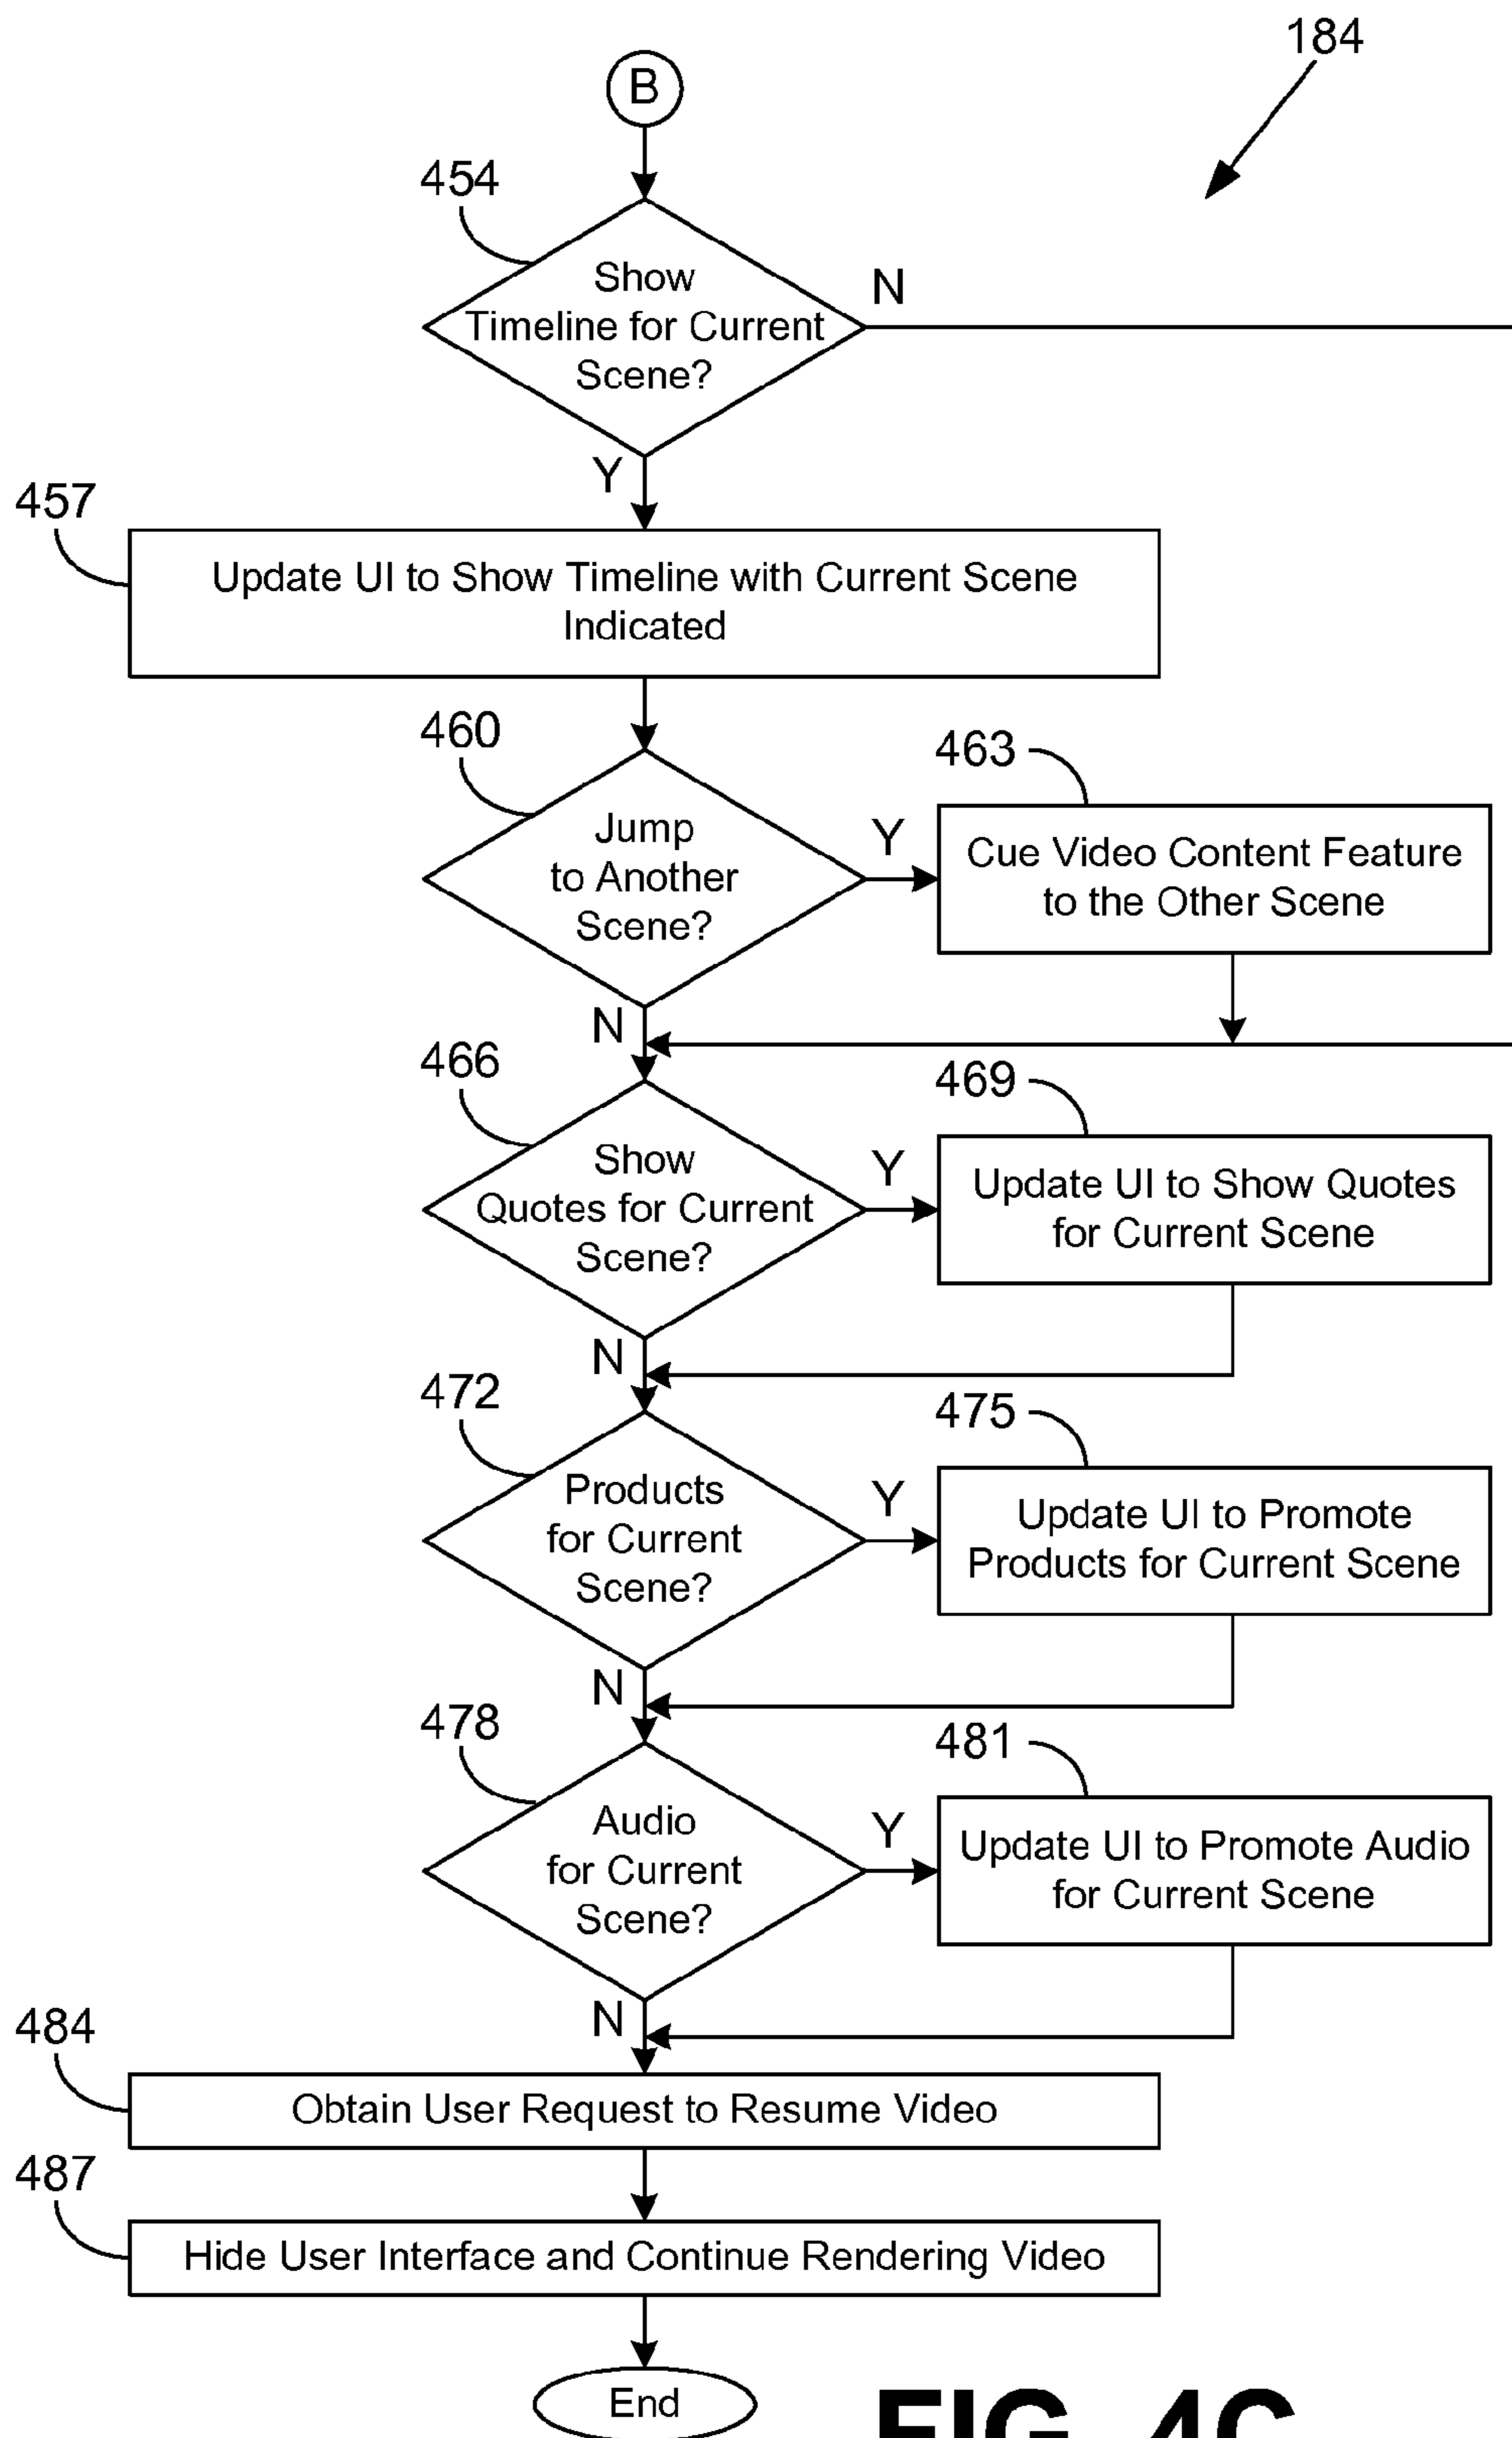 184
B
454
Show
Timeline for Current
Scene?
N
Y
457
Update UI to Show Timeline with Current Scene
Indicated
460
Jump
to Another
Scene?
Y
463
Cue Video Content Feature
to the Other Scene
N
466
Show
Quotes for Current
Scene?
Y
469
Update UI to Show Quotes
for Current Scene
N
472
Products
for Current
Scene?
Y
475
Update UI to Promote
Products for Current Scene
N
478
Audio
for Current
Scene?
Y
481
Update UI to Promote Audio
for Current Scene
N
484
Obtain User Request to Resume Video
487
Hide User Interface and Continue Rendering Video
End
FIG. 4C